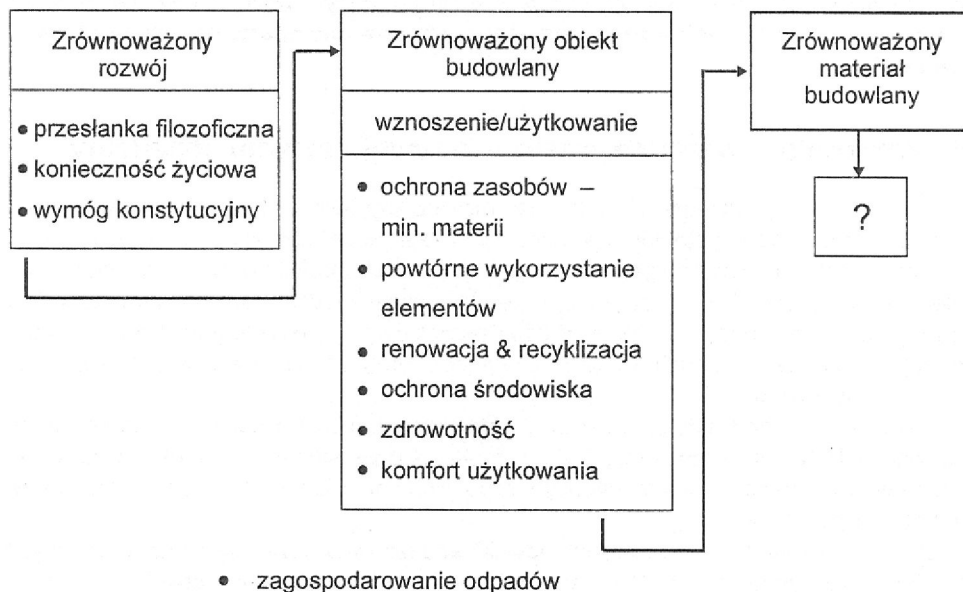 Zrównoważony
rozwój
• przesłanka filozoficzna
• konieczność życiowa
• wymóg konstytucyjny
Zrównoważony obiekt
budowlany
wznoszenie/użytkowanie
• ochrona zasobów –
min. materii
• powtórne wykorzystanie
elementów
• renowacja & recyklizacja
• ochrona środowiska
• zdrowotność
• komfort użytkowania
Zrównoważony
materiał
budowlany
?
• zagospodarowanie odpadów